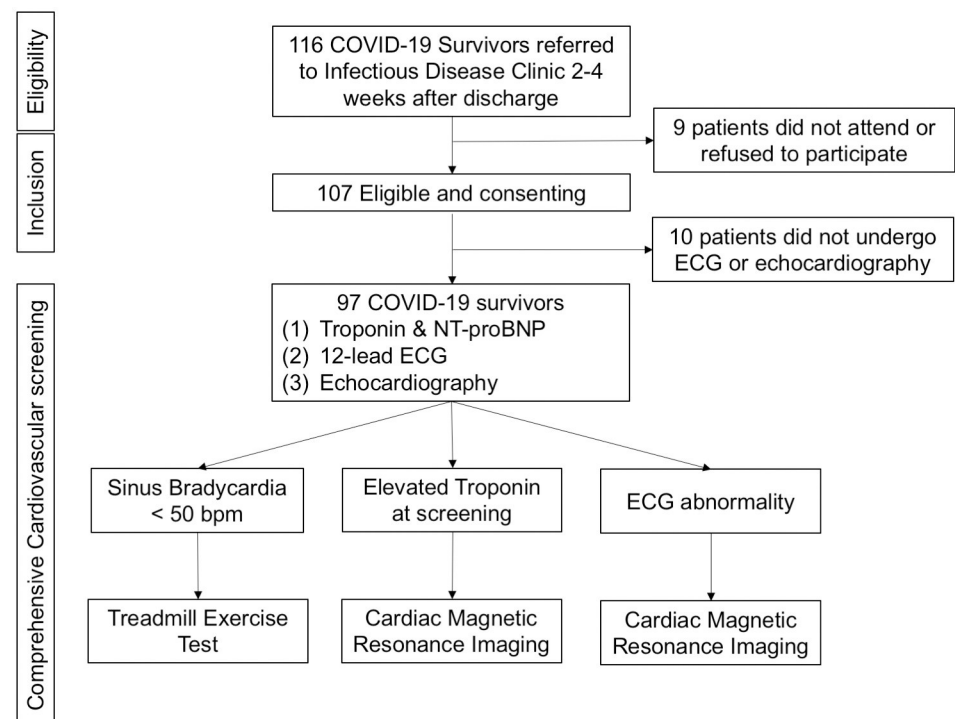 Eligibility
116 COVID-19 Survivors referred
to Infectious Disease Clinic 2-4
weeks after discharge
9 patients did not attend or
refused to participate
Inclusion
107 Eligible and consenting
10 patients did not undergo
ECG or echocardiography
Comprehensive Cardiovascular screening
97 COVID-19 survivors
(1) Troponin & NT-proBNP
(2) 12-lead ECG
(3) Echocardiography
Sinus Bradycardia
< 50 bpm
Elevated Troponin
at screening
ECG abnormality
Treadmill Exercise
Test
Cardiac Magnetic
Resonance Imaging
Cardiac Magnetic
Resonance Imaging